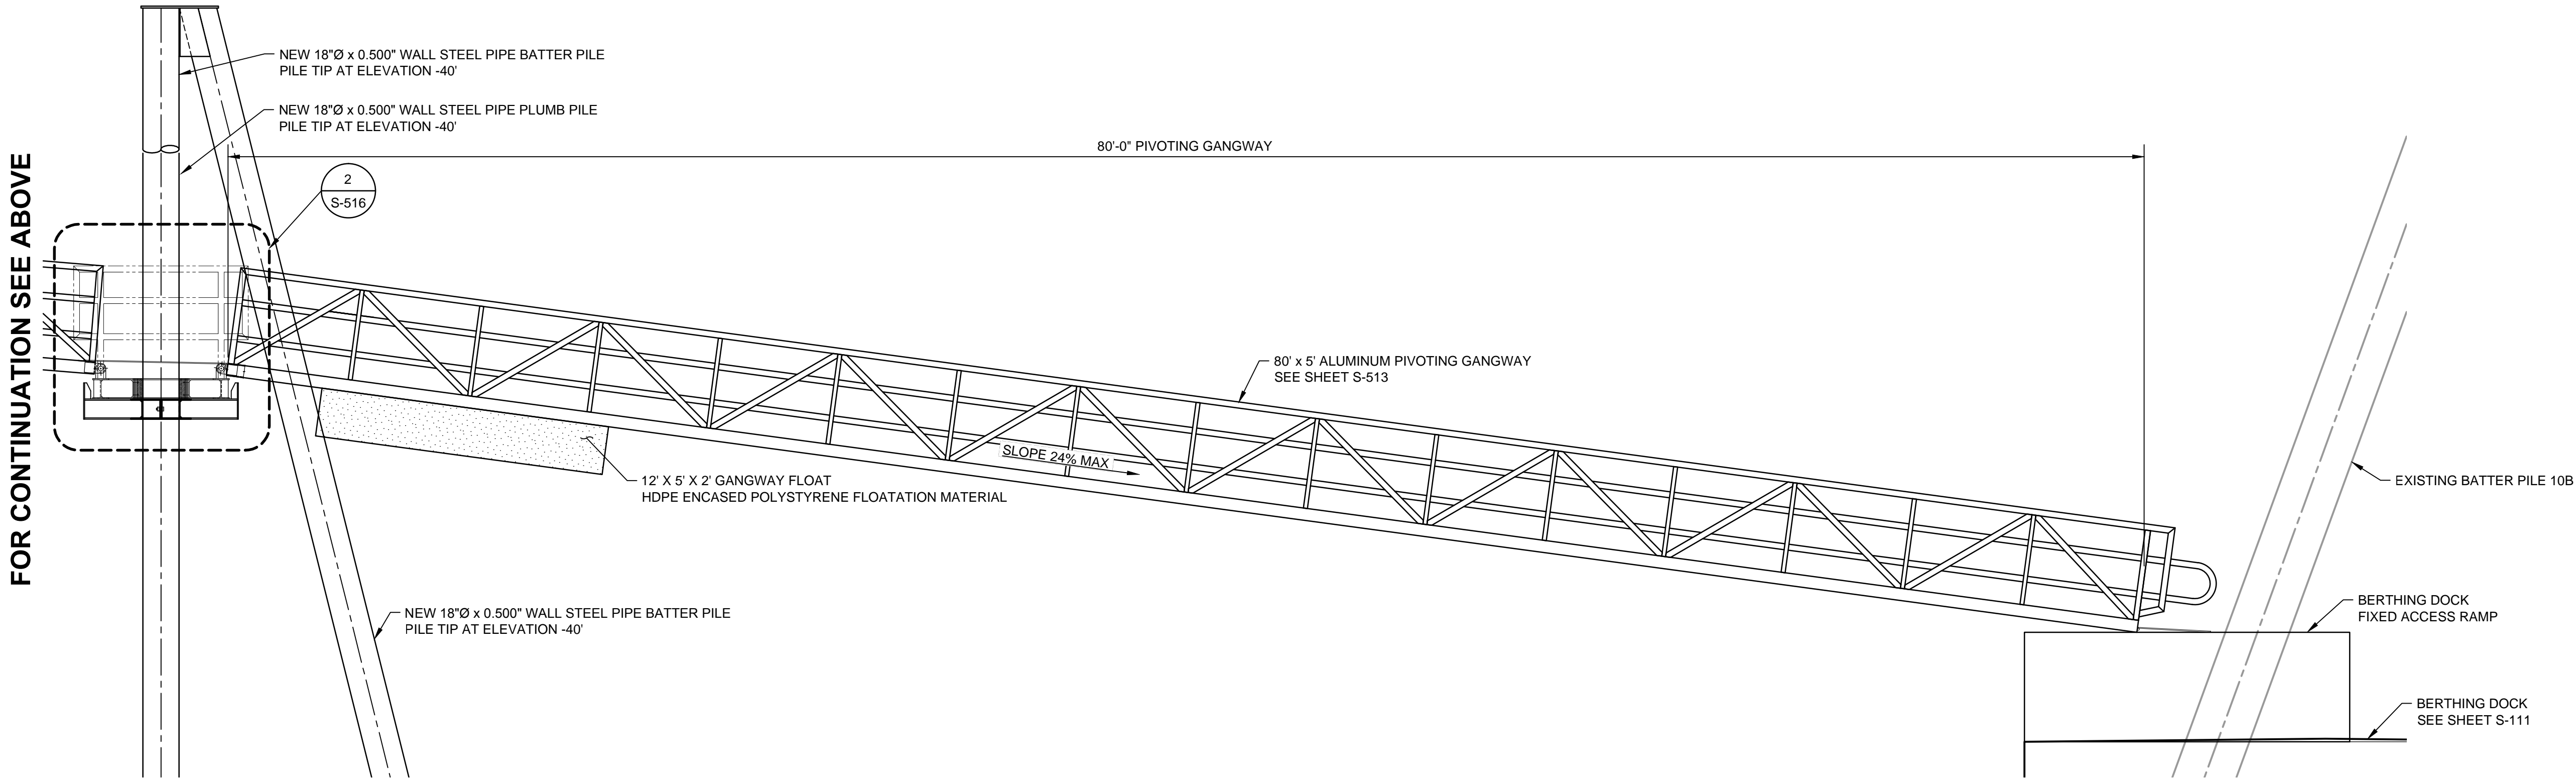 NEW 18"Ø x 0.500" WALL STEEL PIPE BATTER PILE
PILE TIP AT ELEVATION -40'
NEW 18"Ø x 0.500" WALL STEEL PIPE PLUMB PILE
PILE TIP AT ELEVATION -40'
80'-0" PIVOTING GANGWAY
FOR CONTINUATION SEE ABOVE
2
S-516
80' x 5' ALUMINUM PIVOTING GANGWAY
SEE SHEET S-513
SLOPE 24% MAX
12' X 5' X 2' GANGWAY FLOAT
HDPE ENCASED POLYSTYRENE FLOATATION MATERIAL
EXISTING BATTER PILE 10B
NEW 18"Ø x 0.500" WALL STEEL PIPE BATTER PILE
PILE TIP AT ELEVATION -40'
BERTHING DOCK
FIXED ACCESS RAMP
BERTHING DOCK
SEE SHEET S-111